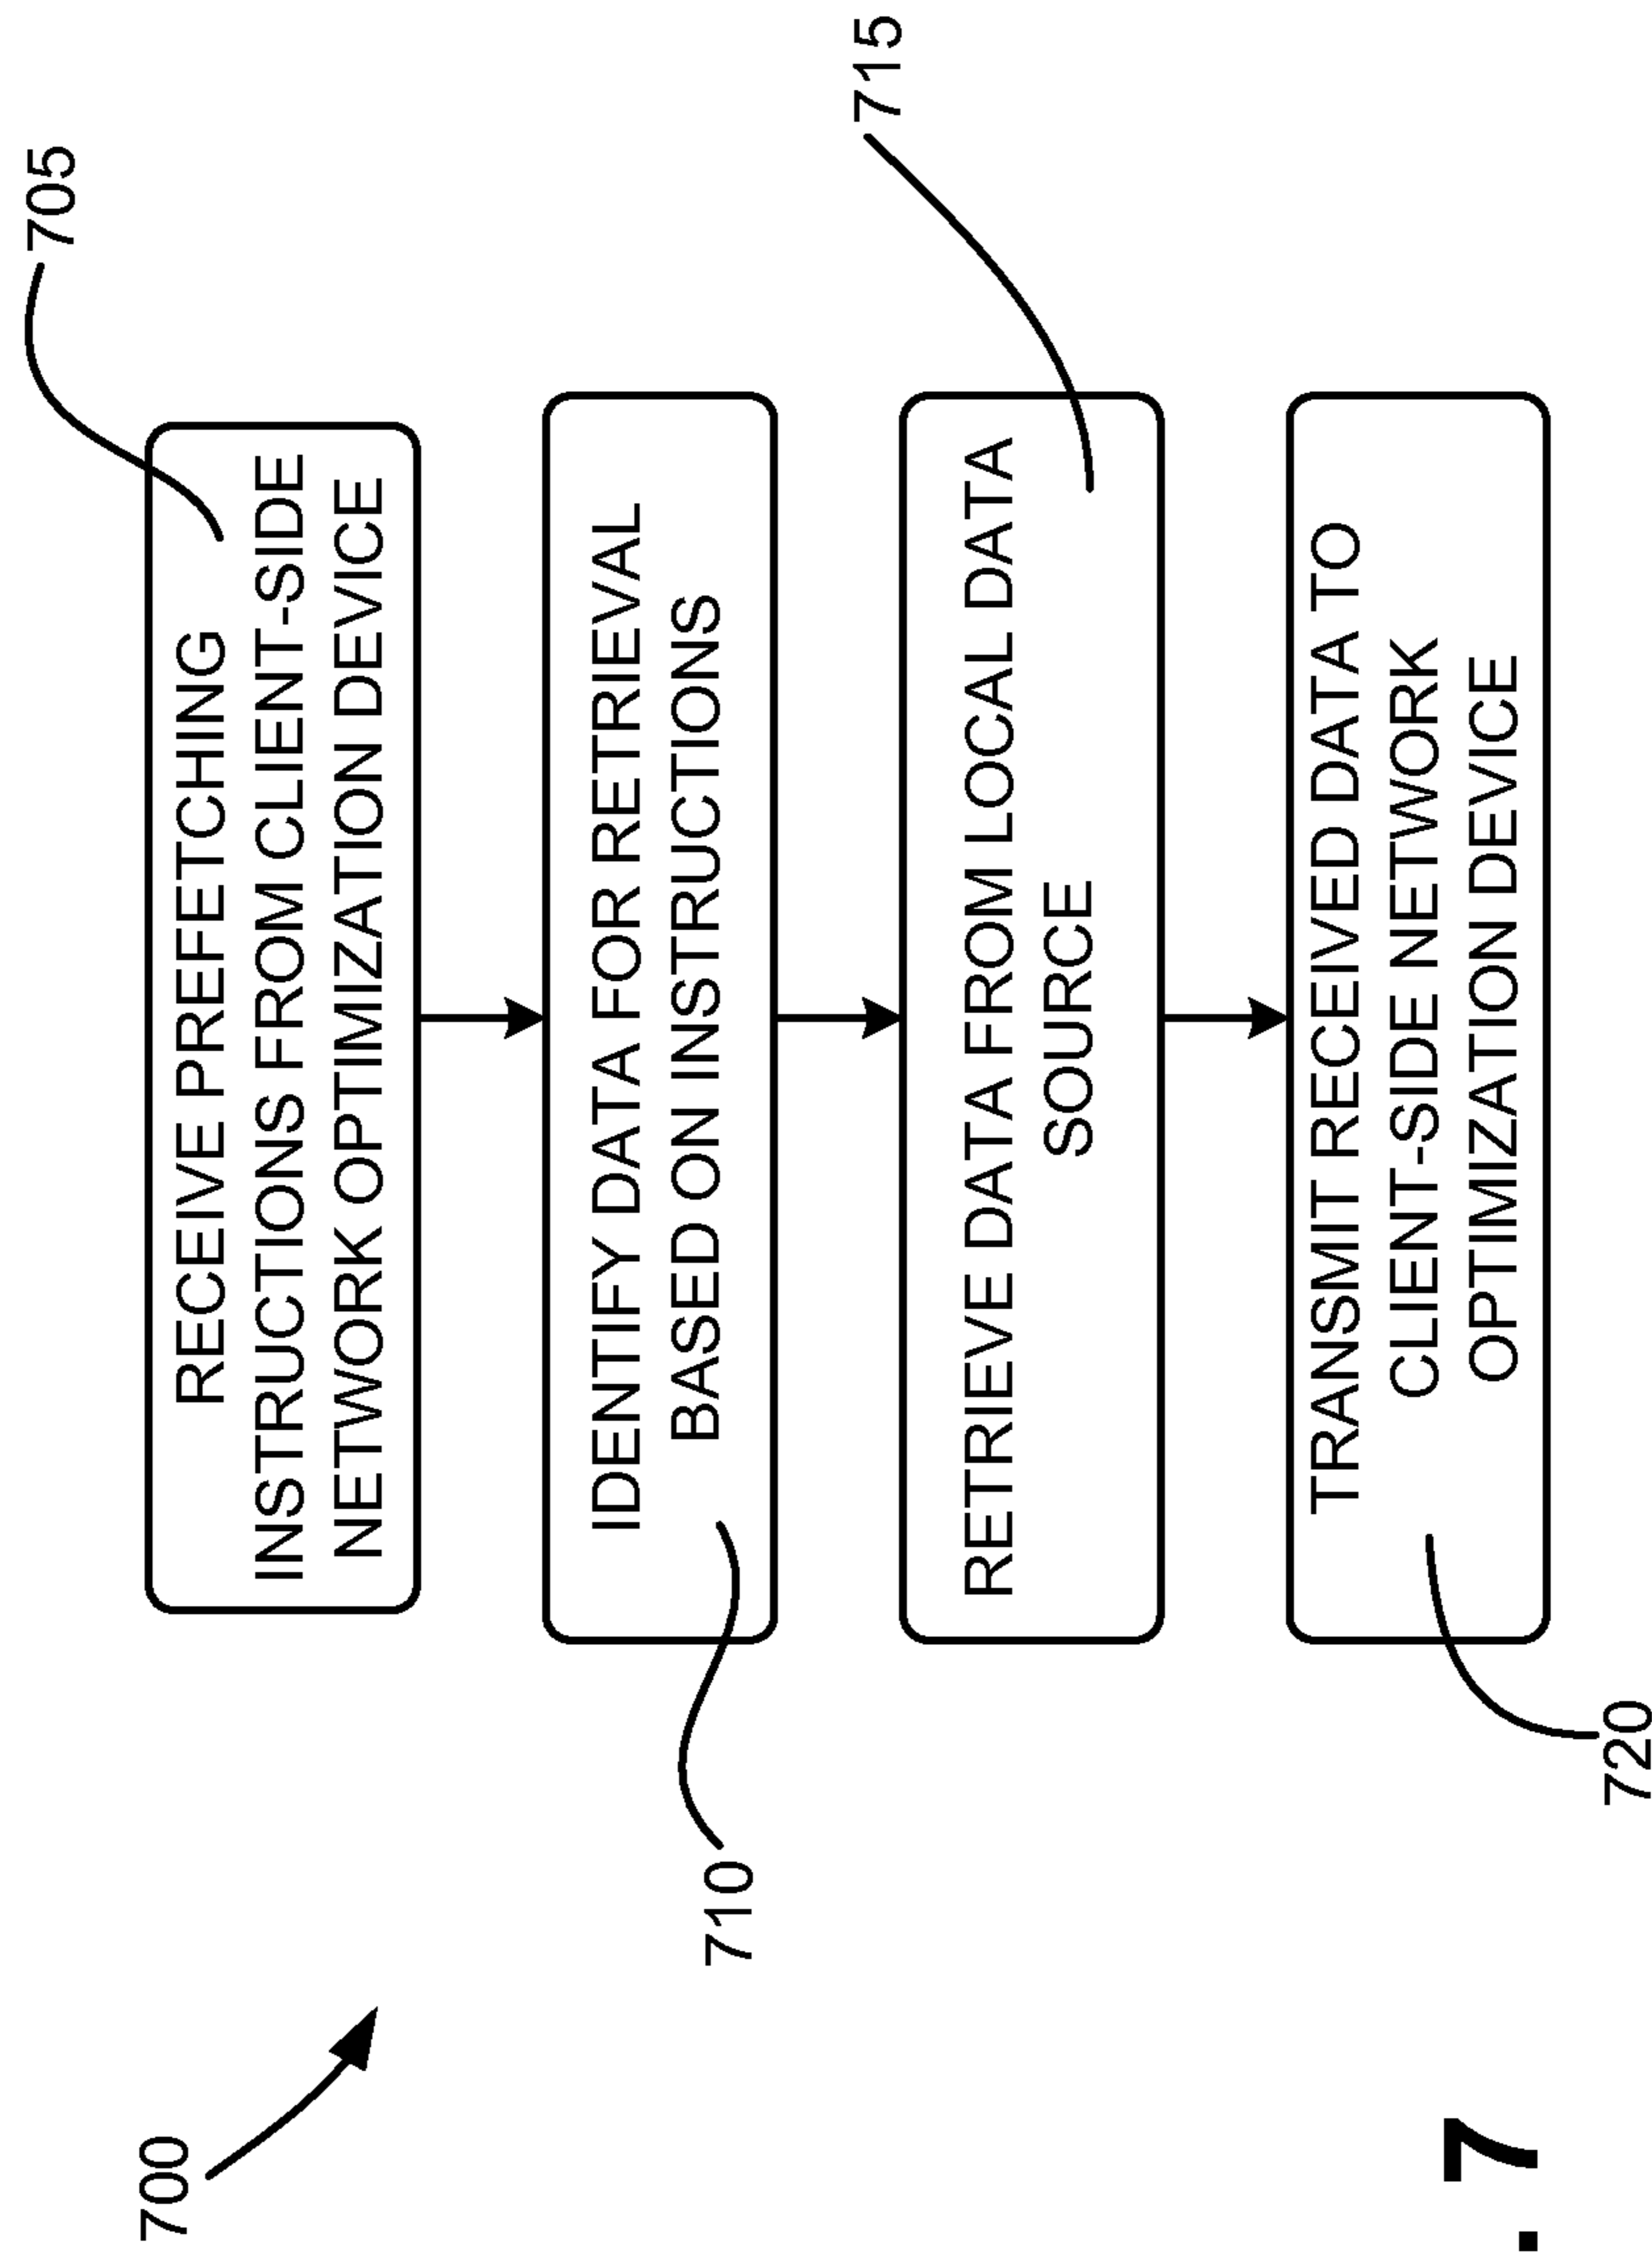 700
705
RECEIVE PREFETCHING
INSTRUCTIONS FROM CLIENT-SIDE
NETWORK OPTIMIZATION DEVICE
710
IDENTIFY DATA FOR RETRIEVAL
BASED ON INSTRUCTIONS
715
RETRIEVE DATA FROM LOCAL DATA
SOURCE
720
TRANSMIT RECEIVED DATA TO
CLIENT-SIDE NETWORK
OPTIMIZATION DEVICE
. 7